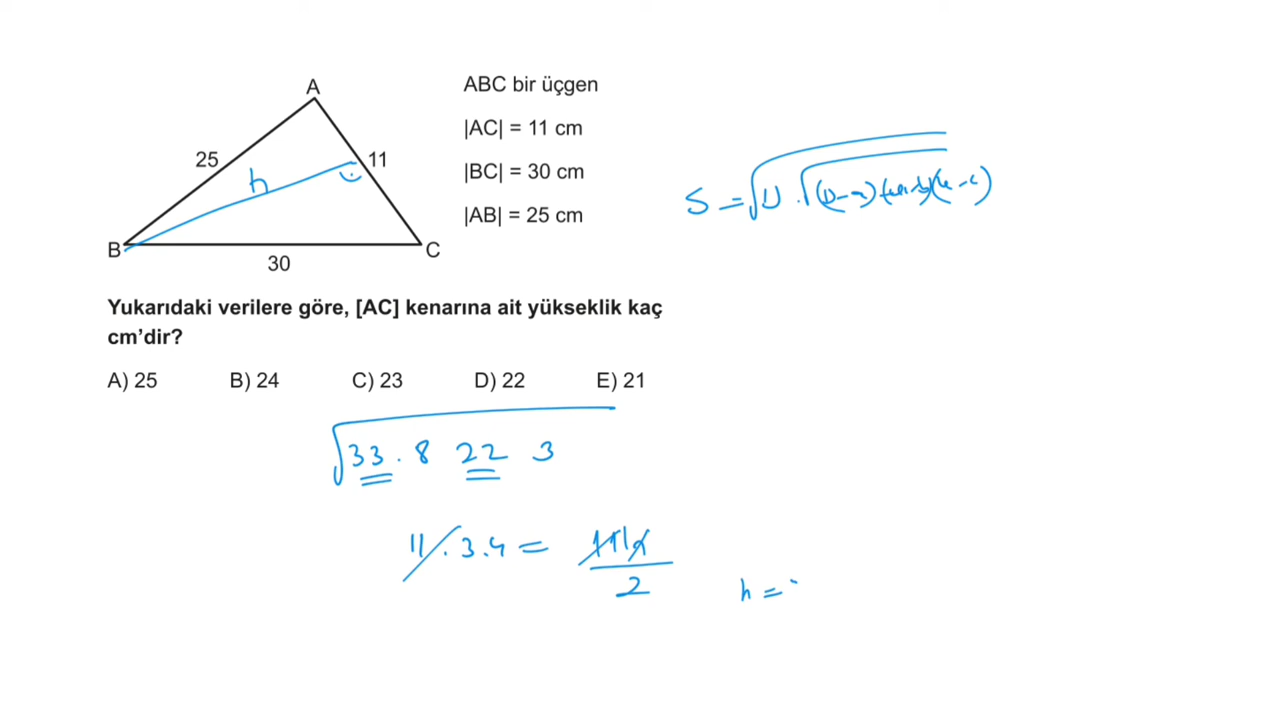 A
25
h
11
B
C
30
ABC bir üçgen
|AC| = 11 cm
|BC| = 30 cm
|AB| = 25 cm
S = √U . √(U-a)(u-b)(u-c)
Yukarıdaki verilere göre, [AC] kenarına ait yükseklik kaç
cm'dir?
A) 25 B) 24 C) 23 D) 22 E) 21
√33 . 8 22 3
11 . 3.4 = 11h/2
h =